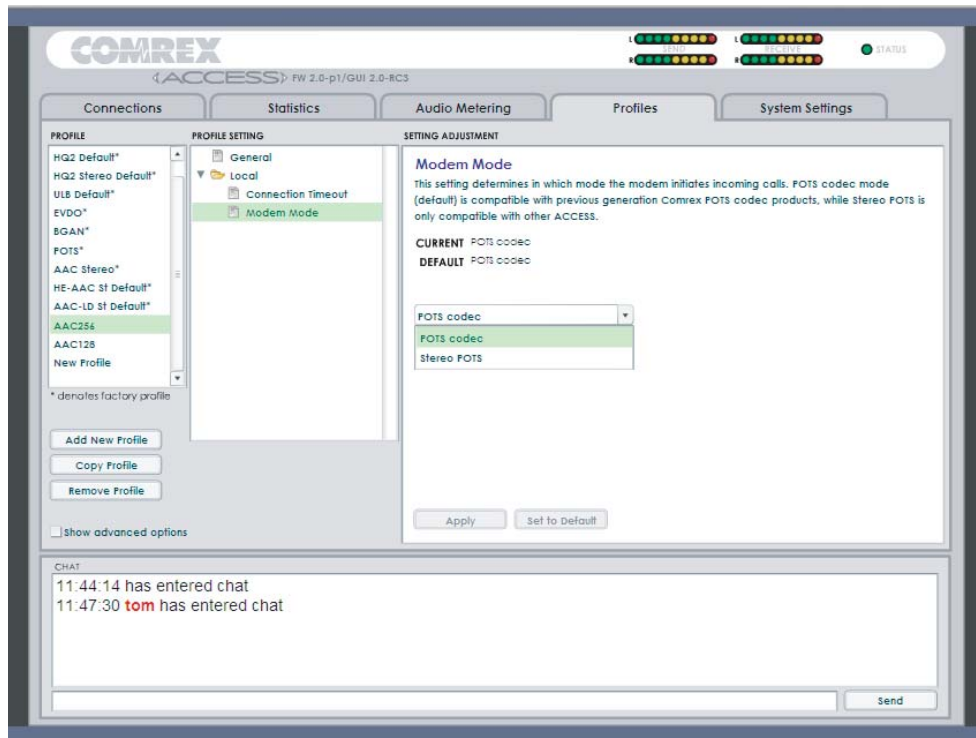 COMREX
ACCESS FW 2.0-p1/GUI 2.0-RC3
L R SEND
L R RECEIVE
STATUS
Connections
Statistics
Audio Metering
Profiles
System Settings
PROFILE
HQ2 Default*
HQ2 Stereo Default*
ULB Default*
EVDO*
BGAN*
POTS*
AAC Stereo*
HE-AAC St Default*
AAC-LD St Default*
AAC256
AAC128
New Profile
* denotes factory profile
Add New Profile
Copy Profile
Remove Profile
Show advanced options
PROFILE SETTING
General
Local
Connection Timeout
Modem Mode
SETTING ADJUSTMENT
Modem Mode
This setting determines in which mode the modem initiates incoming calls. POTS codec mode
(default) is compatible with previous generation Comrex POTS codec products, while Stereo POTS is
only compatible with other ACCESS.
CURRENT POTS codec
DEFAULT POTS codec
POTS codec
POTS codec
Stereo POTS
Apply
Set to Default
CHAT
11:44:14 has entered chat
11:47:30 tom has entered chat
Send